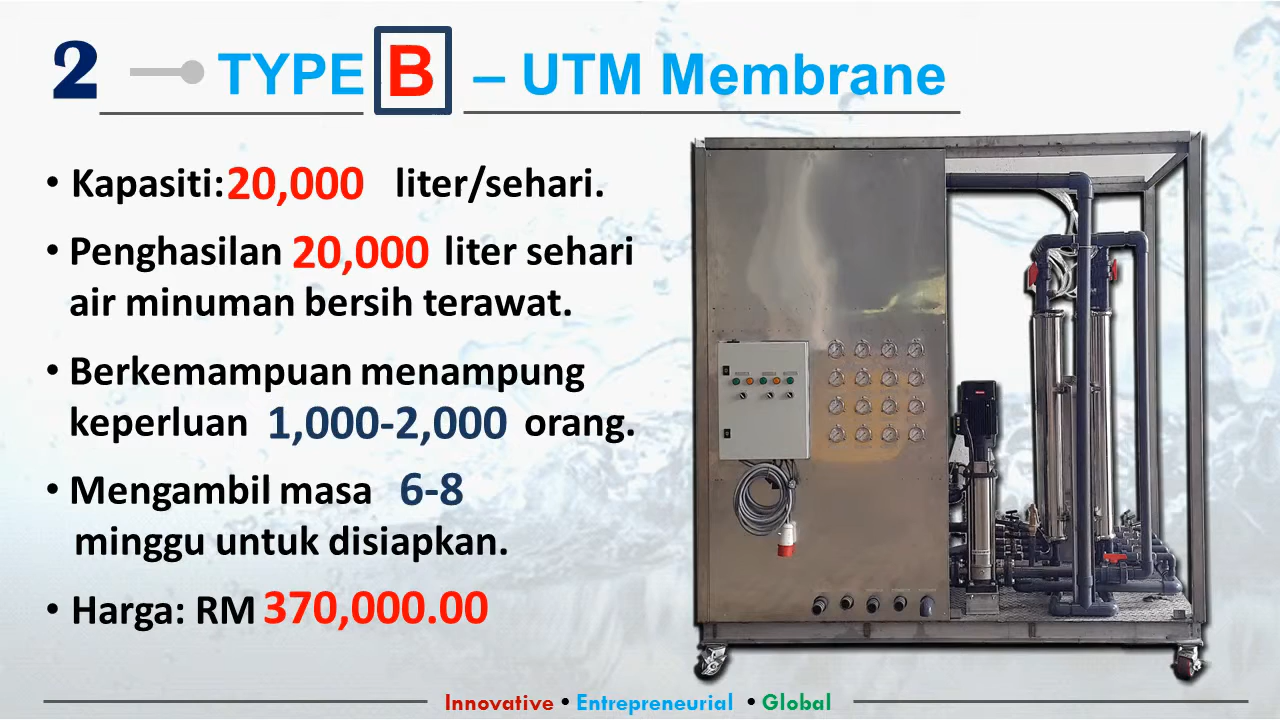 2 TYPE B – UTM Membrane
• Kapasiti: 20,000 liter/sehari.
• Penghasilan 20,000 liter sehari
air minuman bersih terawat.
• Berkemampuan menampung
keperluan 1,000-2,000 orang.
• Mengambil masa 6-8
minggu untuk disiapkan.
• Harga: RM 370,000.00
Innovative • Entrepreneurial • Global